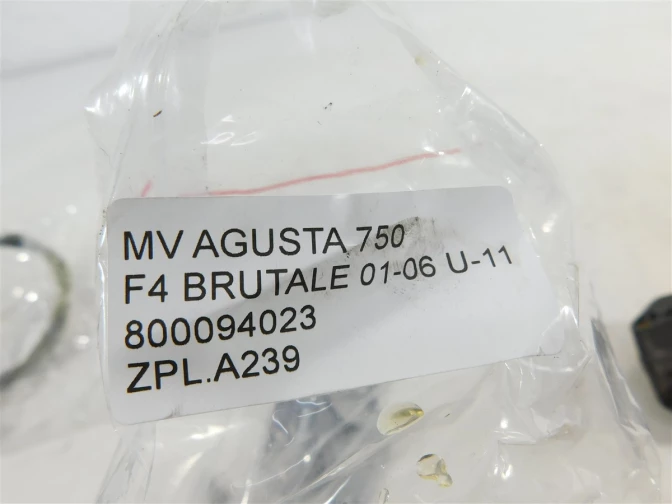 MV AGUSTA 750
F4 BRUTALE 01-06 U-11
800094023
ZPL.A239